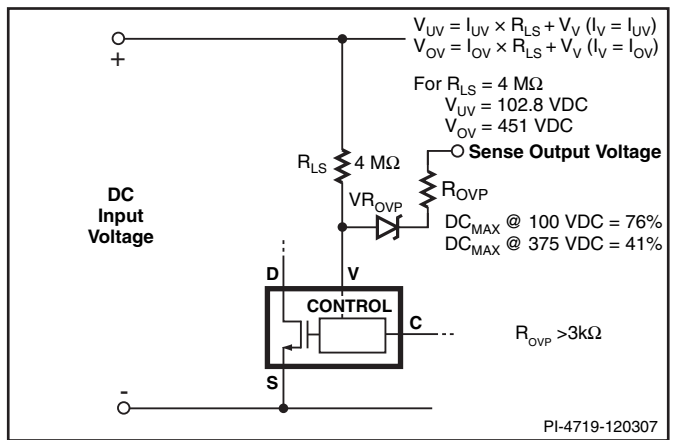 V_UV = I_UV × R_LS + V_V (I_V = I_UV)
V_OV = I_OV × R_LS + V_V (I_V = I_OV)
+
For R_LS = 4 MΩ
V_UV = 102.8 VDC
V_OV = 451 VDC
Sense Output Voltage
R_LS 4 MΩ
R_OVP
VR_OVP
DC Input Voltage
DC_MAX @ 100 VDC = 76%
DC_MAX @ 375 VDC = 41%
D V
CONTROL
C
R_OVP >3kΩ
S
-
PI-4719-120307